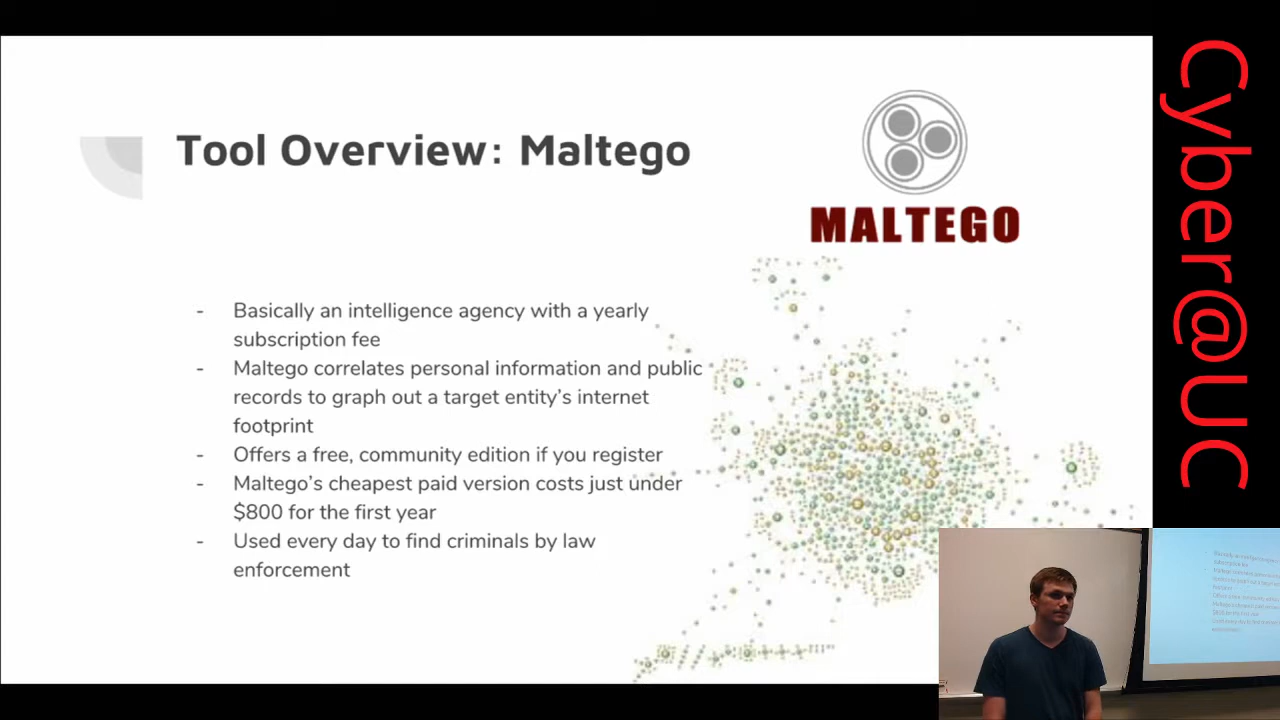 Tool Overview: Maltego
MALTEGO
- Basically an intelligence agency with a yearly
subscription fee
- Maltego correlates personal information and public
records to graph out a target entity's internet
footprint
- Offers a free, community edition if you register
- Maltego's cheapest paid version costs just under
$800 for the first year
- Used every day to find criminals by law
enforcement
Cyber@UC